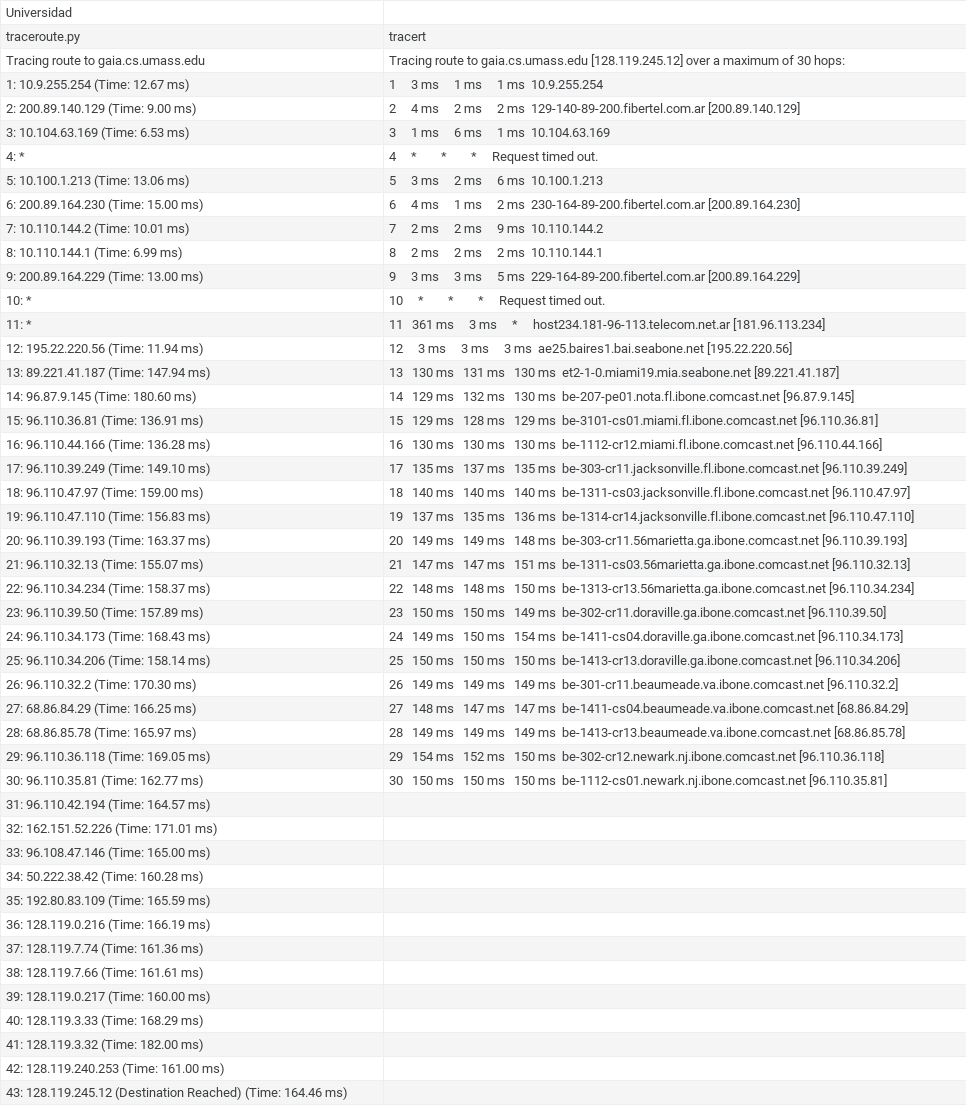 Universidad
traceroute.py tracert
Tracing route to gaia.cs.umass.edu Tracing route to gaia.cs.umass.edu [128.119.245.12] over a maximum of 30 hops:
1: 10.9.255.254 (Time: 12.67 ms) 1 3 ms 1 ms 1 ms 10.9.255.254
2: 200.89.140.129 (Time: 9.00 ms) 2 4 ms 2 ms 2 ms 129-140-89-200.fibertel.com.ar [200.89.140.129]
3: 10.104.63.169 (Time: 6.53 ms) 3 1 ms 6 ms 1 ms 10.104.63.169
4: * 4 * * * Request timed out.
5: 10.100.1.213 (Time: 13.06 ms) 5 3 ms 2 ms 6 ms 10.100.1.213
6: 200.89.164.230 (Time: 15.00 ms) 6 4 ms 1 ms 2 ms 230-164-89-200.fibertel.com.ar [200.89.164.230]
7: 10.110.144.2 (Time: 10.01 ms) 7 2 ms 2 ms 9 ms 10.110.144.2
8: 10.110.144.1 (Time: 6.99 ms) 8 2 ms 2 ms 2 ms 10.110.144.1
9: 200.89.164.229 (Time: 13.00 ms) 9 3 ms 3 ms 5 ms 229-164-89-200.fibertel.com.ar [200.89.164.229]
10: * 10 * * * Request timed out.
11: * 11 361 ms 3 ms * host234.181-96-113.telecom.net.ar [181.96.113.234]
12: 195.22.220.56 (Time: 11.94 ms) 12 3 ms 3 ms 3 ms ae25.baires1.bai.seabone.net [195.22.220.56]
13: 89.221.41.187 (Time: 147.94 ms) 13 130 ms 131 ms 130 ms et2-1-0.miami19.mia.seabone.net [89.221.41.187]
14: 96.87.9.145 (Time: 180.60 ms) 14 129 ms 132 ms 130 ms be-207-pe01.nota.fl.ibone.comcast.net [96.87.9.145]
15: 96.110.36.81 (Time: 136.91 ms) 15 129 ms 128 ms 129 ms be-3101-cs01.miami.fl.ibone.comcast.net [96.110.36.81]
16: 96.110.44.166 (Time: 136.28 ms) 16 130 ms 130 ms 130 ms be-1112-cr12.miami.fl.ibone.comcast.net [96.110.44.166]
17: 96.110.39.249 (Time: 149.10 ms) 17 135 ms 137 ms 135 ms be-303-cr11.jacksonville.fl.ibone.comcast.net [96.110.39.249]
18: 96.110.47.97 (Time: 159.00 ms) 18 140 ms 140 ms 140 ms be-1311-cs03.jacksonville.fl.ibone.comcast.net [96.110.47.97]
19: 96.110.47.110 (Time: 156.83 ms) 19 137 ms 135 ms 136 ms be-1314-cr14.jacksonville.fl.ibone.comcast.net [96.110.47.110]
20: 96.110.39.193 (Time: 163.37 ms) 20 149 ms 149 ms 148 ms be-303-cr11.56marietta.ga.ibone.comcast.net [96.110.39.193]
21: 96.110.32.13 (Time: 155.07 ms) 21 147 ms 147 ms 151 ms be-1311-cs03.56marietta.ga.ibone.comcast.net [96.110.32.13]
22: 96.110.34.234 (Time: 158.37 ms) 22 148 ms 148 ms 150 ms be-1313-cr13.56marietta.ga.ibone.comcast.net [96.110.34.234]
23: 96.110.39.50 (Time: 157.89 ms) 23 150 ms 150 ms 149 ms be-302-cr11.doraville.ga.ibone.comcast.net [96.110.39.50]
24: 96.110.34.173 (Time: 168.43 ms) 24 149 ms 150 ms 154 ms be-1411-cs04.doraville.ga.ibone.comcast.net [96.110.34.173]
25: 96.110.34.206 (Time: 158.14 ms) 25 150 ms 150 ms 150 ms be-1413-cr13.doraville.ga.ibone.comcast.net [96.110.34.206]
26: 96.110.32.2 (Time: 170.30 ms) 26 149 ms 149 ms 149 ms be-301-cr11.beaumeade.va.ibone.comcast.net [96.110.32.2]
27: 68.86.84.29 (Time: 166.25 ms) 27 148 ms 147 ms 147 ms be-1411-cs04.beaumeade.va.ibone.comcast.net [68.86.84.29]
28: 68.86.85.78 (Time: 165.97 ms) 28 149 ms 149 ms 149 ms be-1413-cr13.beaumeade.va.ibone.comcast.net [68.86.85.78]
29: 96.110.36.118 (Time: 169.05 ms) 29 154 ms 152 ms 150 ms be-302-cr12.newark.nj.ibone.comcast.net [96.110.36.118]
30: 96.110.35.81 (Time: 162.77 ms) 30 150 ms 150 ms 150 ms be-1112-cs01.newark.nj.ibone.comcast.net [96.110.35.81]
31: 96.110.42.194 (Time: 164.57 ms)
32: 162.151.52.226 (Time: 171.01 ms)
33: 96.108.47.146 (Time: 165.00 ms)
34: 50.222.38.42 (Time: 160.28 ms)
35: 192.80.83.109 (Time: 165.59 ms)
36: 128.119.0.216 (Time: 166.19 ms)
37: 128.119.7.74 (Time: 161.36 ms)
38: 128.119.7.66 (Time: 161.61 ms)
39: 128.119.0.217 (Time: 160.00 ms)
40: 128.119.3.33 (Time: 168.29 ms)
41: 128.119.3.32 (Time: 182.00 ms)
42: 128.119.240.253 (Time: 161.00 ms)
43: 128.119.245.12 (Destination Reached) (Time: 164.46 ms)